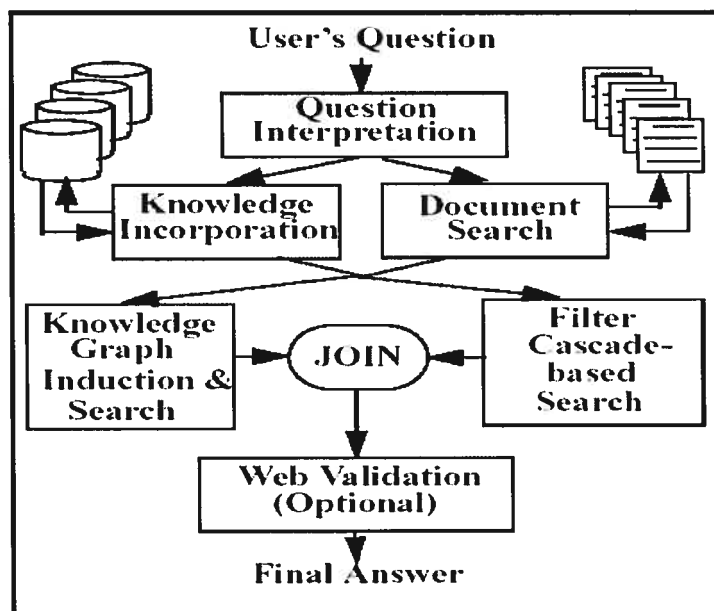 User's Question
Question
Interpretation
Knowledge
Incorporation
Document
Search
Knowledge
Graph
Induction &
Search
JOIN
Filter
Cascade-
based
Search
Web Validation
(Optional)
Final Answer